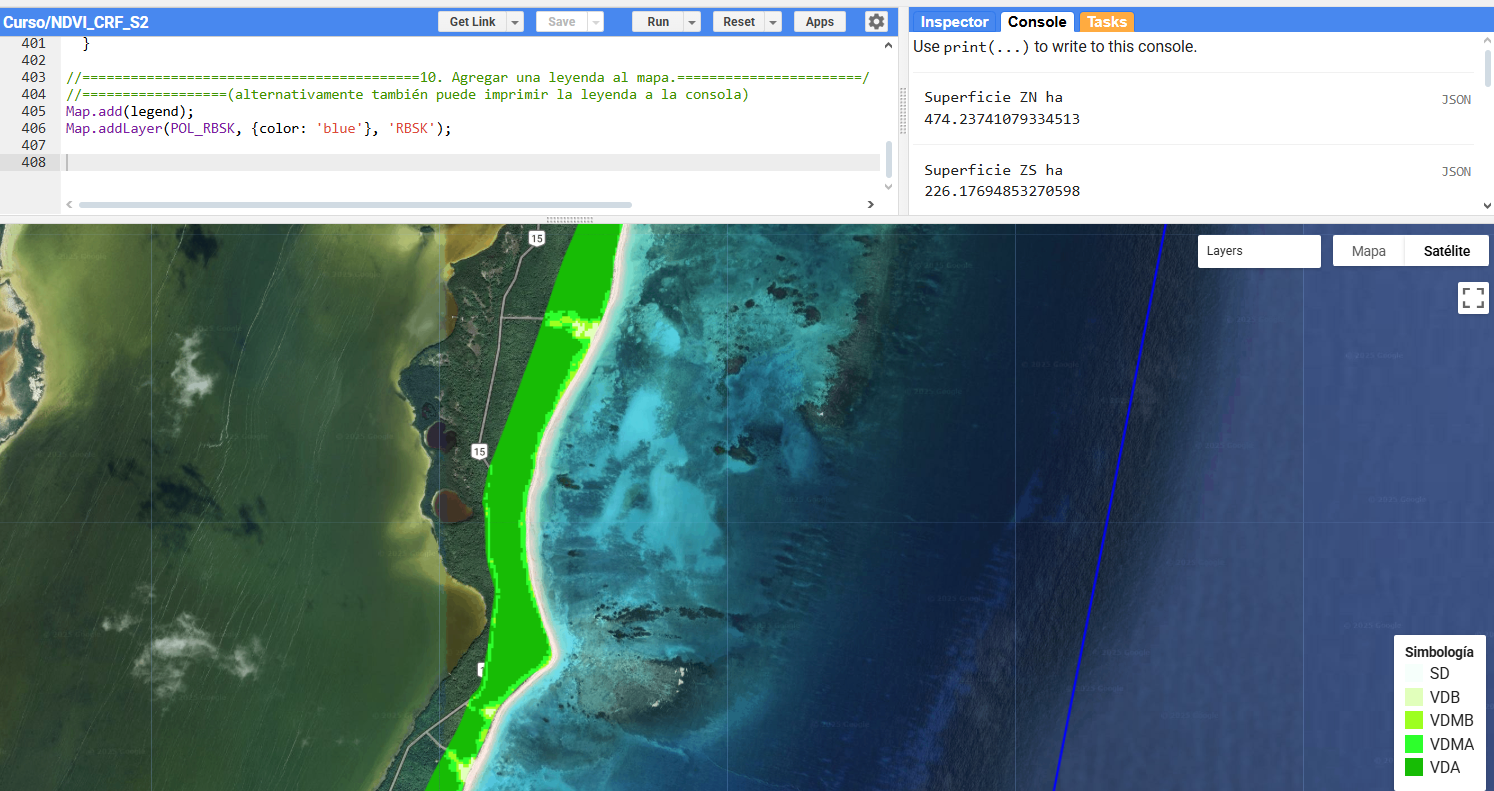 Curso/NDVI_CRF_S2
Get Link
Save
Run
Reset
Apps
Inspector
Console
Tasks
401 }
402
403 //==========================================10. Agregar una leyenda al mapa.=======================/
404 //==================(alternativamente también puede imprimir la leyenda a la consola)
405 Map.add(legend);
406 Map.addLayer(POL_RBSK, {color: 'blue'}, 'RBSK');
407
408
Use print(...) to write to this console.
Superficie ZN ha
JSON
474.23741079334513
Superficie ZS ha
JSON
226.17694853270598
15
Layers
Mapa
Satélite
15
Simbología
SD
VDB
VDMB
VDMA
VDA